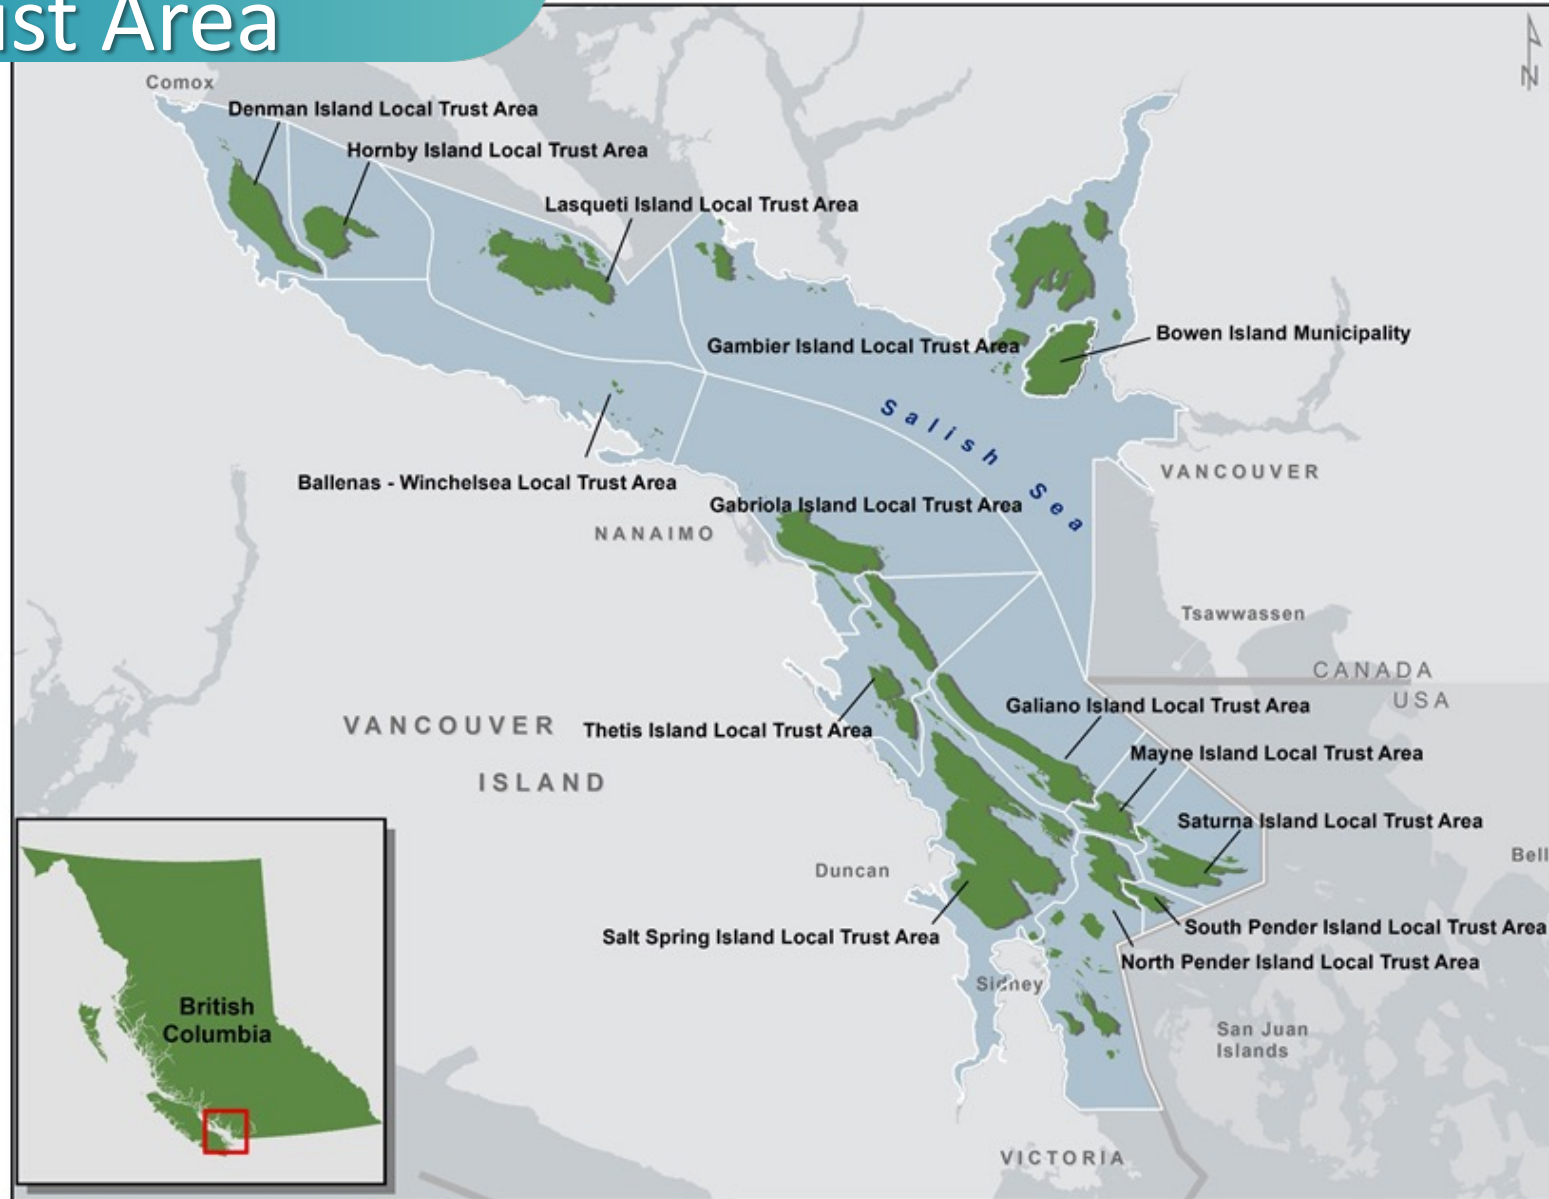 ust Area
N
Comox
Denman Island Local Trust Area
Hornby Island Local Trust Area
Lasqueti Island Local Trust Area
Gambier Island Local Trust Area
Bowen Island Municipality
Salish Sea
Ballenas - Winchelsea Local Trust Area
VANCOUVER
Gabriola Island Local Trust Area
NANAIMO
Tsawwassen
CANADA
USA
Galiano Island Local Trust Area
VANCOUVER
ISLAND
Thetis Island Local Trust Area
Mayne Island Local Trust Area
Saturna Island Local Trust Area
Bell
Duncan
Salt Spring Island Local Trust Area
South Pender Island Local Trust Area
North Pender Island Local Trust Area
Sidney
British
Columbia
San Juan
Islands
VICTORIA